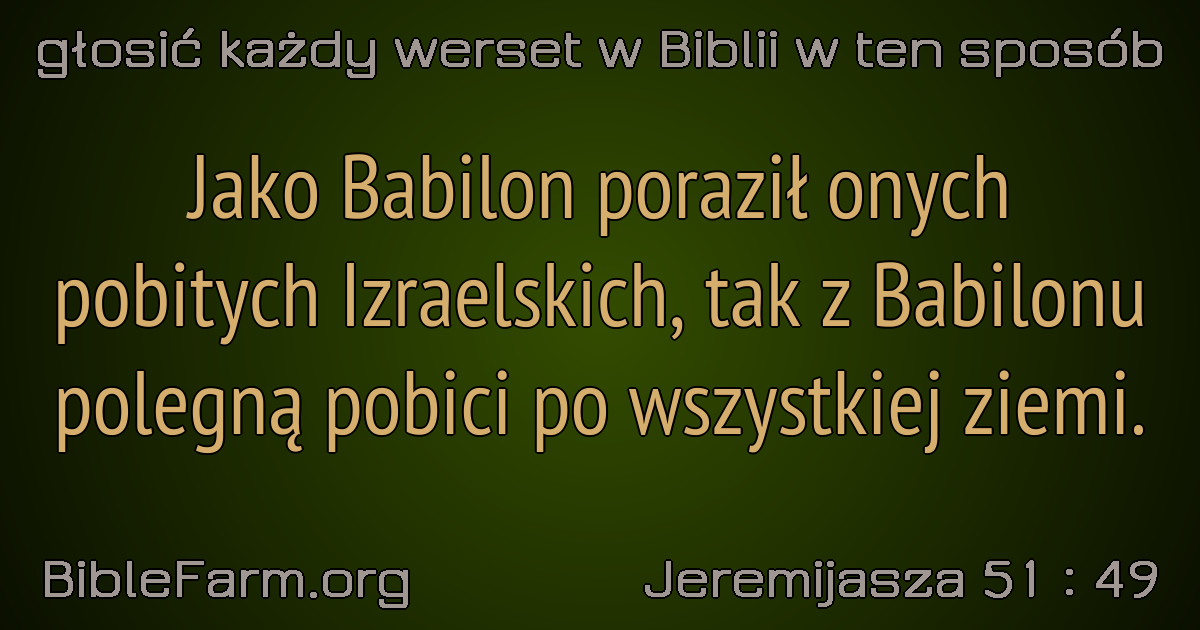 głosić każdy werset w Biblii w ten sposób
Jako Babilon poraził onych
pobitych Izraelskich, tak z Babilonu
polegną pobici po wszystkiej ziemi.
BibleFarm.org
Jeremijasza 51 : 49